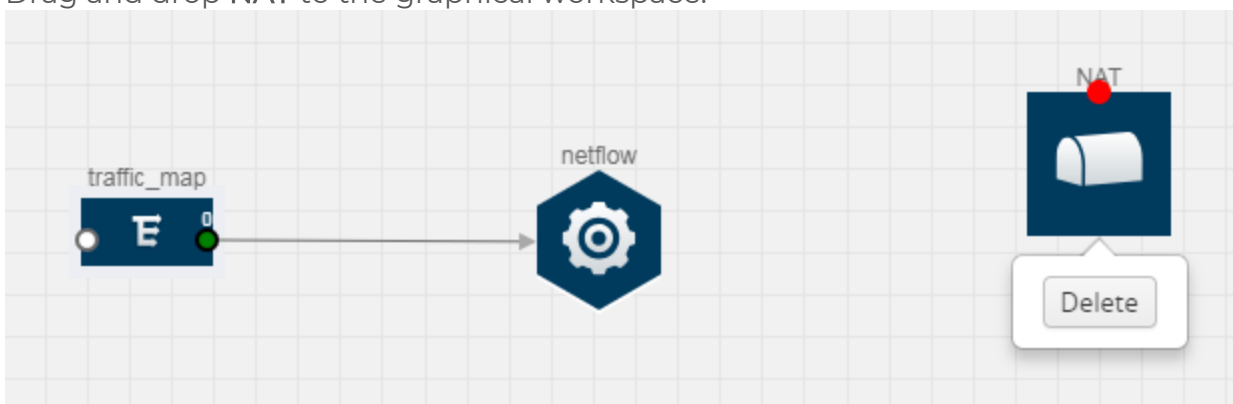 Drag and drop NAT to the graphical workspace.
NAT
netflow
traffic_map
0
Delete